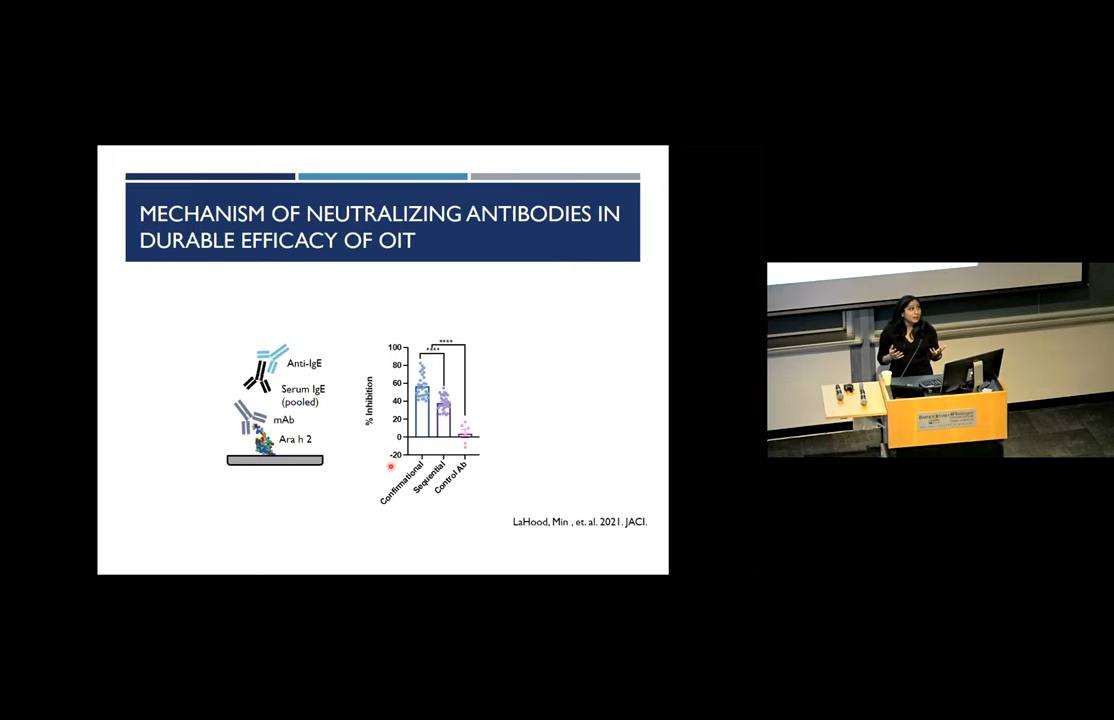 MECHANISM OF NEUTRALIZING ANTIBODIES IN
DURABLE EFFICACY OF OIT
Anti-IgE
Serum IgE
(pooled)
mAb
Ara h 2
% Inhibition
100
80
60
40
20
0
-20
****
****
Confirmational
Sequential
Control Ab
LaHood, Min , et. al. 2021. JACI.